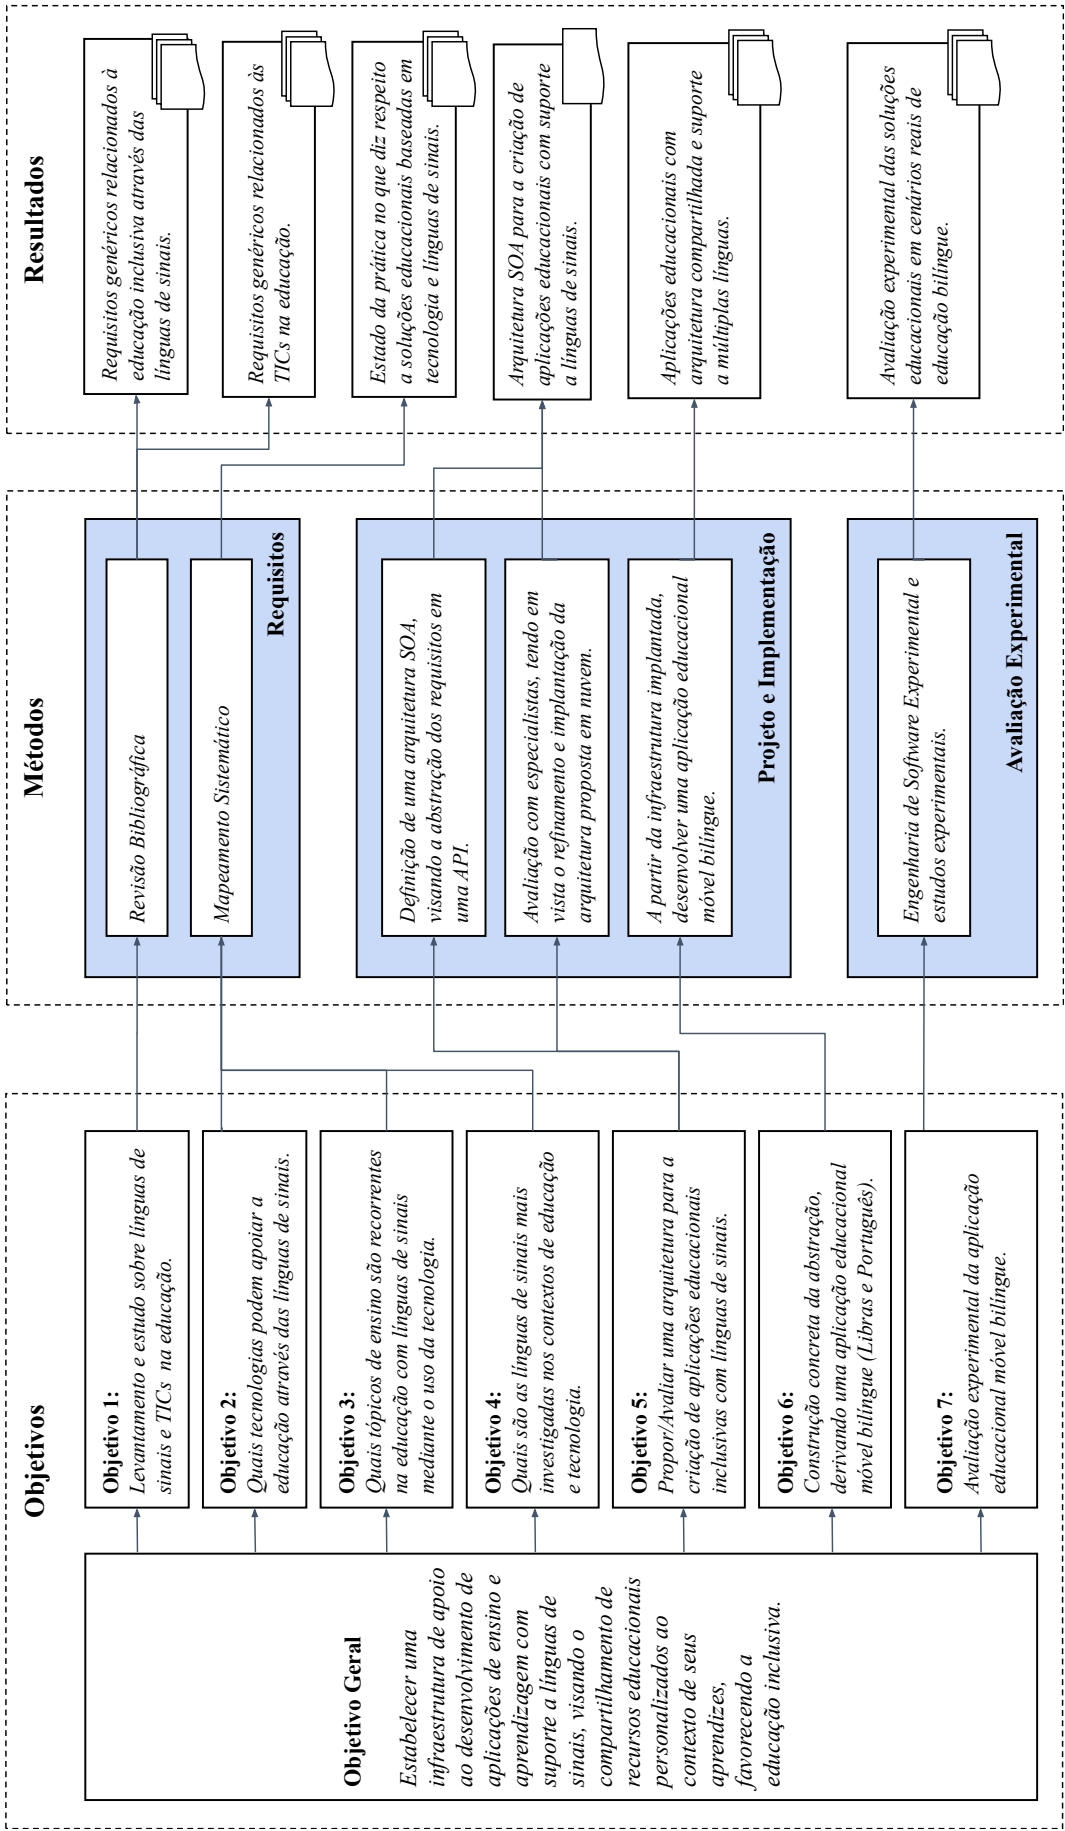 Objetivos
Objetivo Geral
Estabelecer uma
infraestrutura de apoio
ao desenvolvimento de
aplicações de ensino e
aprendizagem com
suporte a línguas de
sinais, visando o
compartilhamento de
recursos educacionais
personalizados ao
contexto de seus
aprendizes,
favorecendo a
educação inclusiva.
Objetivo 1:
Levantamento e estudo sobre línguas de
sinais e TICs na educação.
Objetivo 2:
Quais tecnologias podem apoiar a
educação através das línguas de sinais.
Objetivo 3:
Quais tópicos de ensino são recorrentes
na educação com línguas de sinais
mediante o uso da tecnologia.
Objetivo 4:
Quais são as línguas de sinais mais
investigadas nos contextos de educação
e tecnologia.
Objetivo 5:
Propor/Avaliar uma arquitetura para a
criação de aplicações educacionais
inclusivas com línguas de sinais.
Objetivo 6:
Construção concreta da abstração,
derivando uma aplicação educacional
móvel bilíngue (Libras e Português).
Objetivo 7:
Avaliação experimental da aplicação
educacional móvel bilíngue.
Métodos
Revisão Bibliográfica
Mapeamento Sistemático
Requisitos
Definição de uma arquitetura SOA,
visando a abstração dos requisitos em
uma API.
Avaliação com especialistas, tendo em
vista o refinamento e implantação da
arquitetura proposta em nuvem.
A partir da infraestrutura implantada,
desenvolver uma aplicação educacional
móvel bilíngue.
Projeto e Implementação
Engenharia de Software Experimental e
estudos experimentais.
Avaliação Experimental
Resultados
Requisitos genéricos relacionados à
educação inclusiva através das
línguas de sinais.
Requisitos genéricos relacionados às
TICs na educação.
Estado da prática no que diz respeito
a soluções educacionais baseadas em
tecnologia e línguas de sinais.
Arquitetura SOA para a criação de
aplicações educacionais com suporte
a línguas de sinais.
Aplicações educacionais com
arquitetura compartilhada e suporte
a múltiplas línguas.
Avaliação experimental das soluções
educacionais em cenários reais de
educação bilíngue.